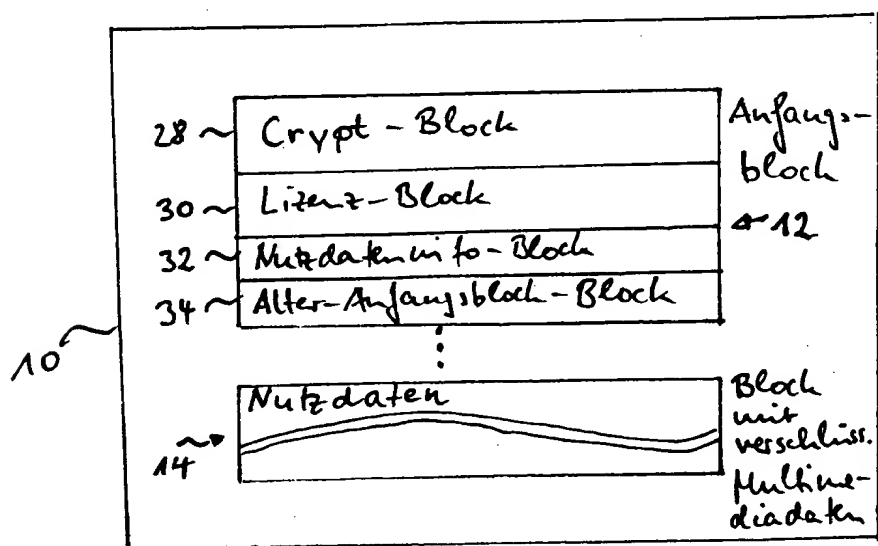 28 Crypt-Block
30 Lizenz-Block
32 Nutzdateninfo-Block
34 Alter-Anfangsblock-Block
Anfangs-
block
12
10
14
Nutzdaten
Block
mit
verschlüss.
Multime-
diadaten